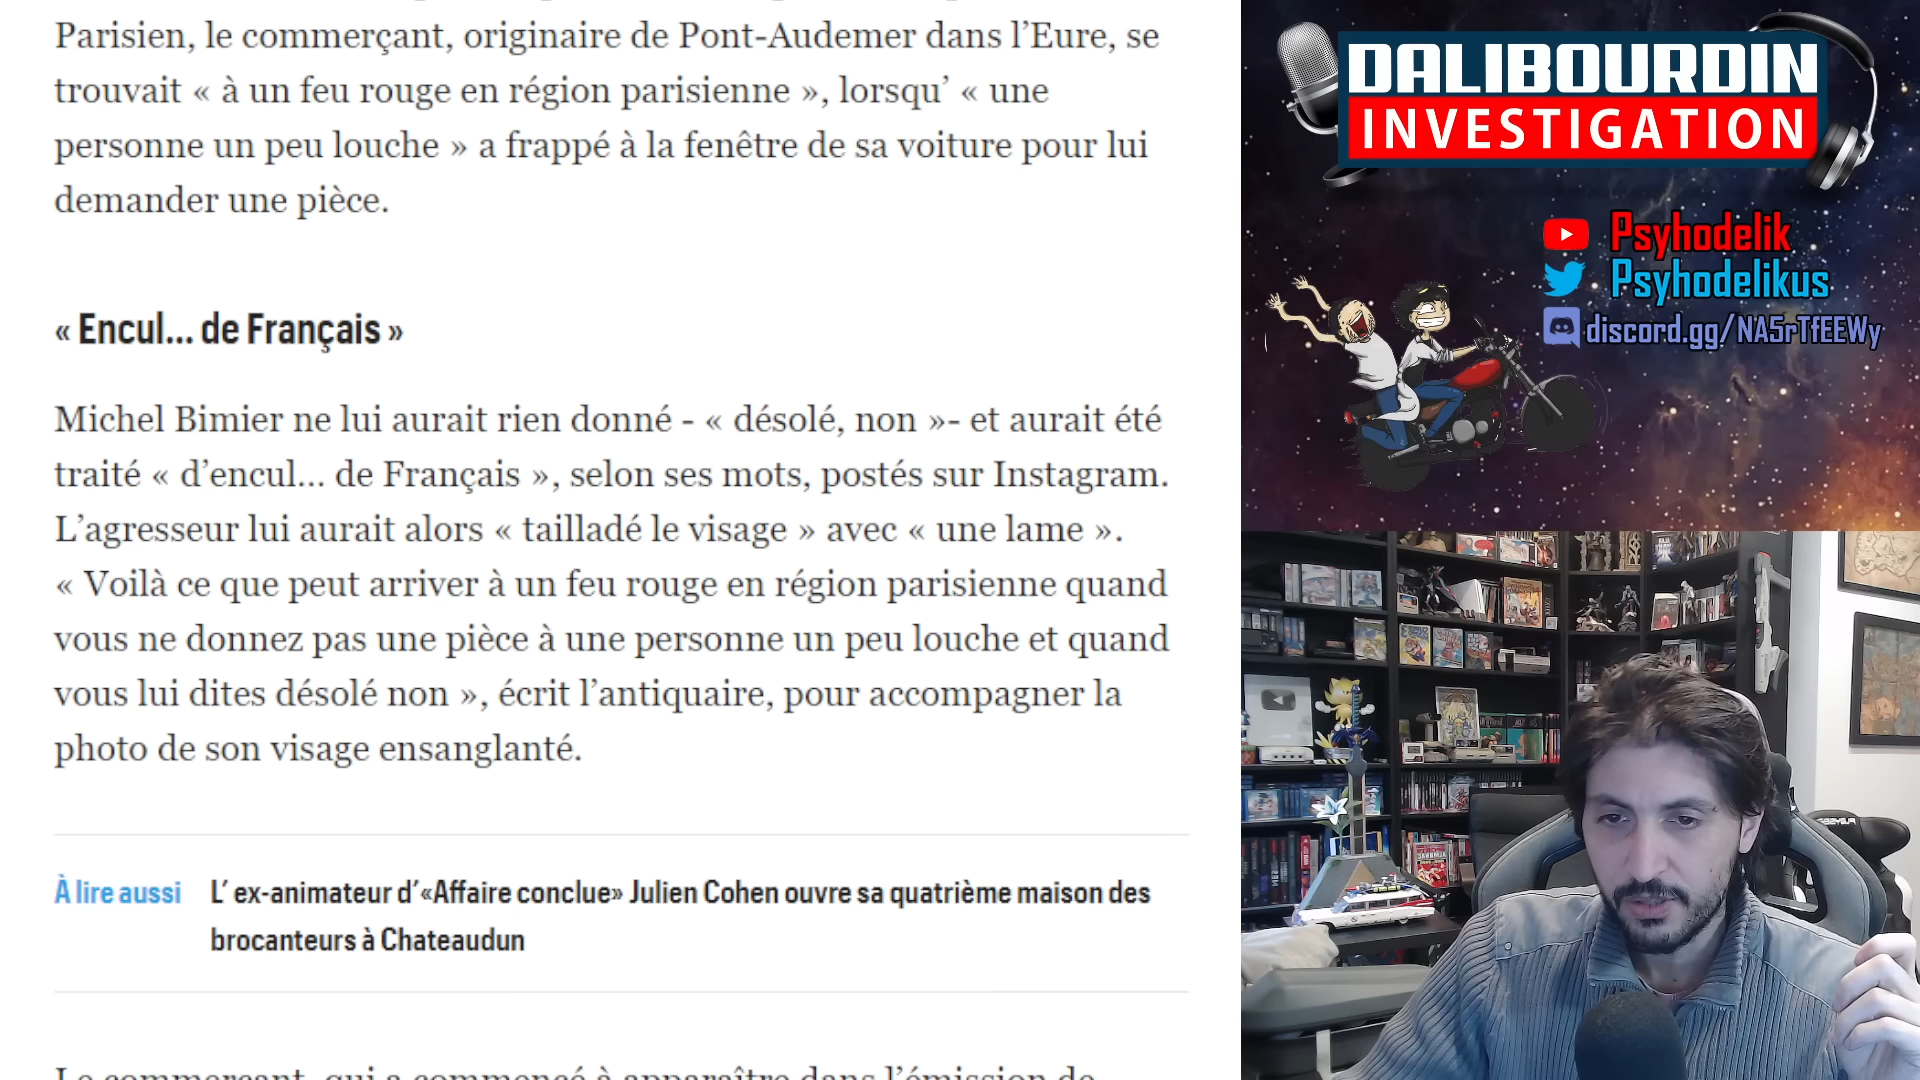 Parisien, le commerçant, originaire de Pont-Audemer dans l’Eure, se
trouvait « à un feu rouge en région parisienne », lorsqu’ « une
personne un peu louche » a frappé à la fenêtre de sa voiture pour lui
demander une pièce.
« Encul... de Français »
Michel Bimier ne lui aurait rien donné - « désolé, non »- et aurait été
traité « d’encul... de Français », selon ses mots, postés sur Instagram.
L’agresseur lui aurait alors « tailladé le visage » avec « une lame ».
« Voilà ce que peut arriver à un feu rouge en région parisienne quand
vous ne donnez pas une pièce à une personne un peu louche et quand
vous lui dites désolé non », écrit l’antiquaire, pour accompagner la
photo de son visage ensanglanté.
À lire aussi L’ ex-animateur d’«Affaire conclue» Julien Cohen ouvre sa quatrième maison des
brocanteurs à Chateaudun
Le commerçant, qui a commencé à apparaître dans l’émission de
DALIBOURDIN
INVESTIGATION
Psyhodelik
Psyhodelikus
discord.gg/NA5rTfEEWy